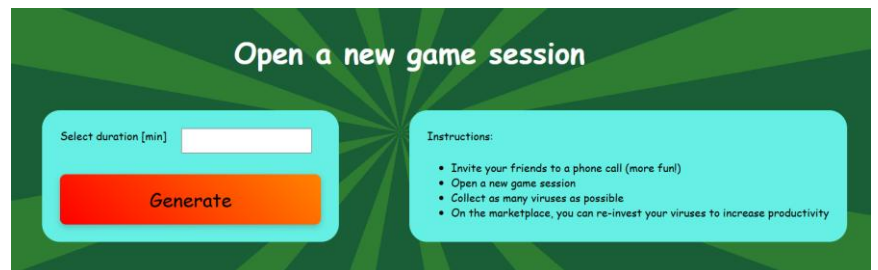 Open a new game session
Select duration [min]
Generate
Instructions:
• Invite your friends to a phone call (more fun!)
• Open a new game session
• Collect as many viruses as possible
• On the marketplace, you can re-invest your viruses to increase productivity